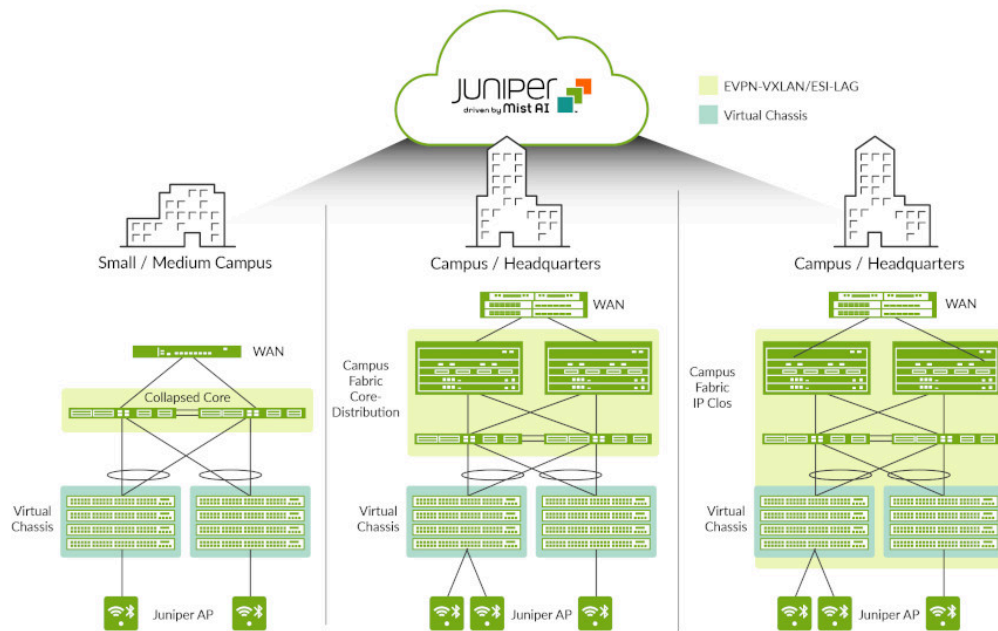 JUNIPer
driven by Mist AI
EVPN-VXLAN/ESI-LAG
Virtual Chassis
Small / Medium Campus
Campus / Headquarters
Campus / Headquarters
WAN
Collapsed Core
Virtual
Chassis
Juniper AP
WAN
Campus
Fabric
Core-
Distribution
Virtual
Chassis
Juniper AP
WAN
Campus
Fabric
IP Clos
Virtual
Chassis
Juniper AP